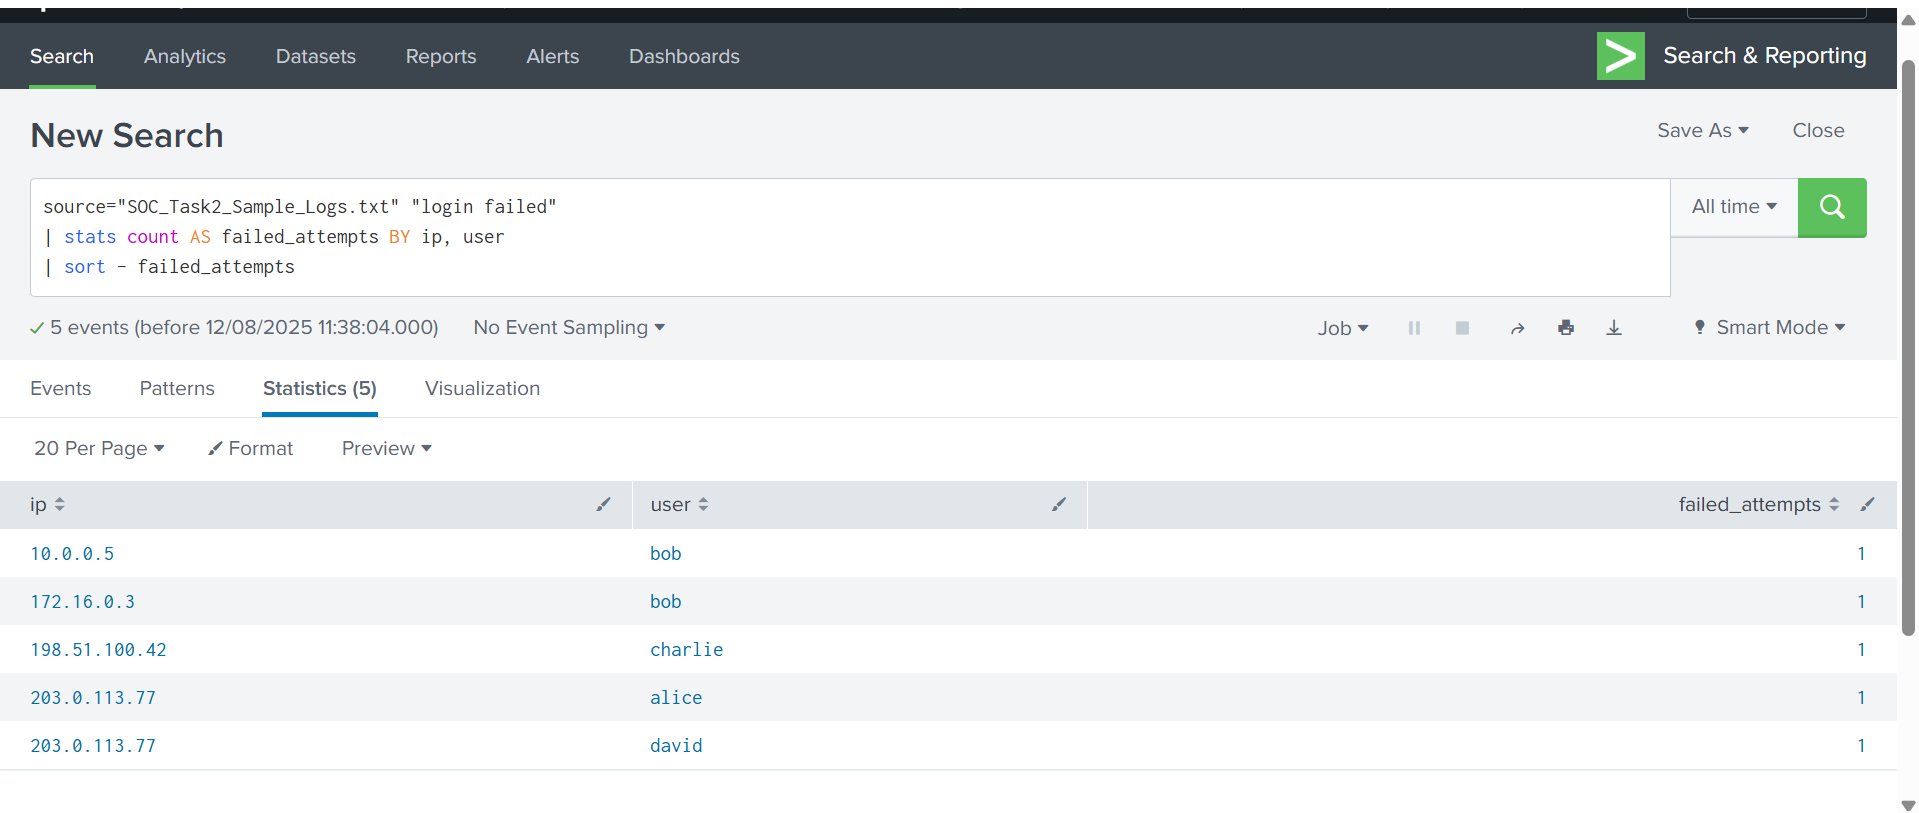 Search Analytics Datasets Reports Alerts Dashboards > Search & Reporting
New Search
Save As Close
source="SOC_Task2_Sample_Logs.txt" "login failed"
| stats count AS failed_attempts BY ip, user
| sort - failed_attempts
All time
5 events (before 12/08/2025 11:38:04.000) No Event Sampling Job Smart Mode
Events Patterns Statistics (5) Visualization
20 Per Page Format Preview
ip user failed_attempts
10.0.0.5 bob 1
172.16.0.3 bob 1
198.51.100.42 charlie 1
203.0.113.77 alice 1
203.0.113.77 david 1